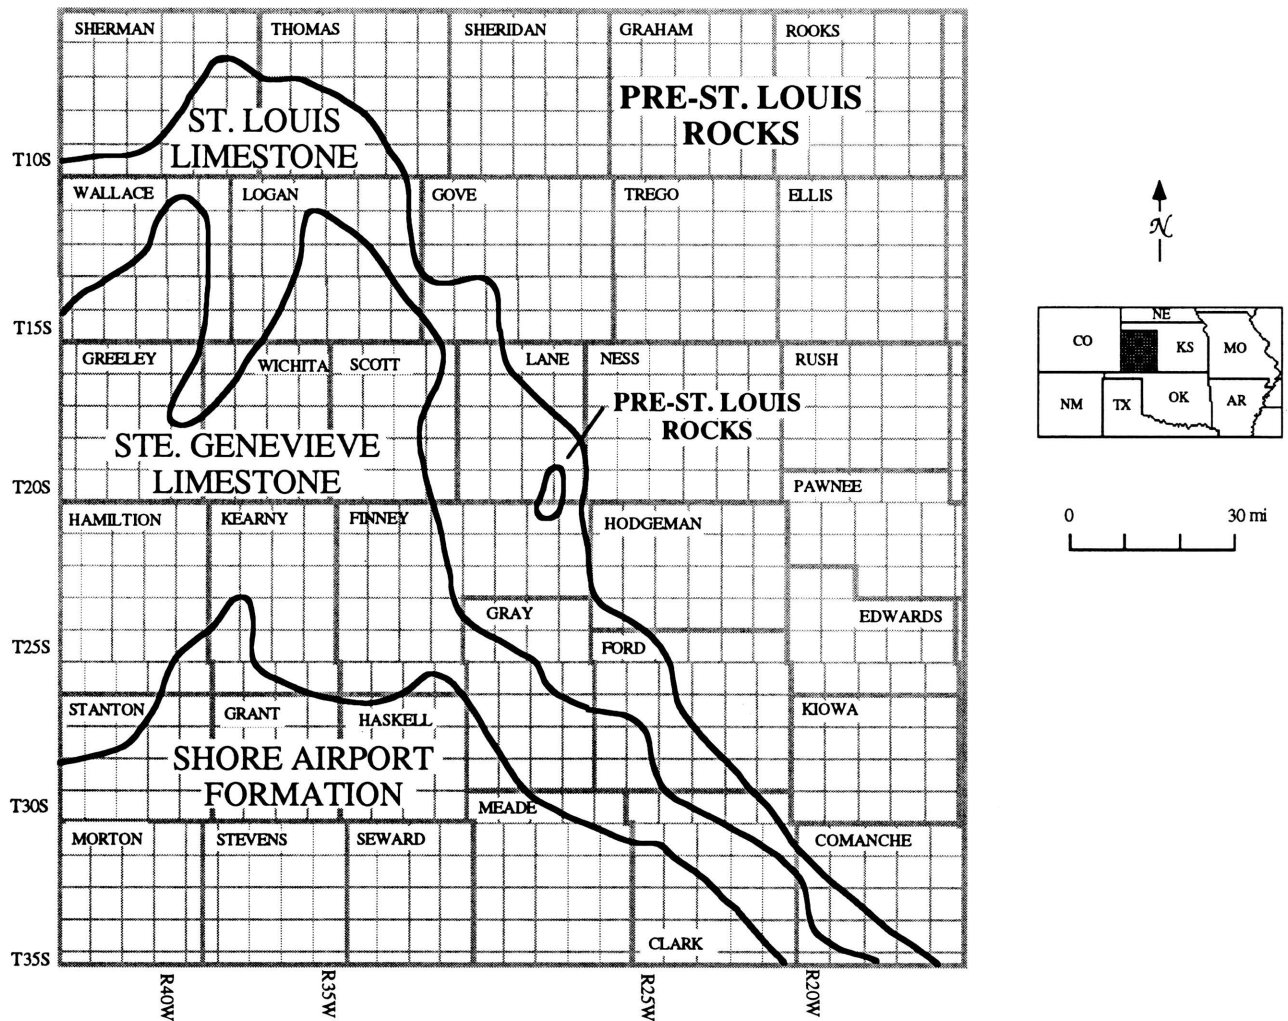 SHERMAN
THOMAS
SHERIDAN
GRAHAM
ROOKS
PRE-ST. LOUIS
ROCKS
ST. LOUIS
LIMESTONE
T10S
WALLACE
LOGAN
GOVE
TREGO
ELLIS
T15S
GREELEY
WICHITA
SCOTT
LANE
NESS
RUSH
PRE-ST. LOUIS
ROCKS
STE. GENEVIEVE
LIMESTONE
T20S
PAWNEE
HAMILTION
KEARNY
FINNEY
HODGEMAN
GRAY
EDWARDS
T25S
FORD
STANTON
GRANT
HASKELL
KIOWA
SHORE AIRPORT
FORMATION
T30S
MEADE
MORTON
STEVENS
SEWARD
COMANCHE
CLARK
T35S
R40W
R35W
R25W
R20W
N
NE
CO
KS
MO
NM
TX
OK
AR
0
30 mi